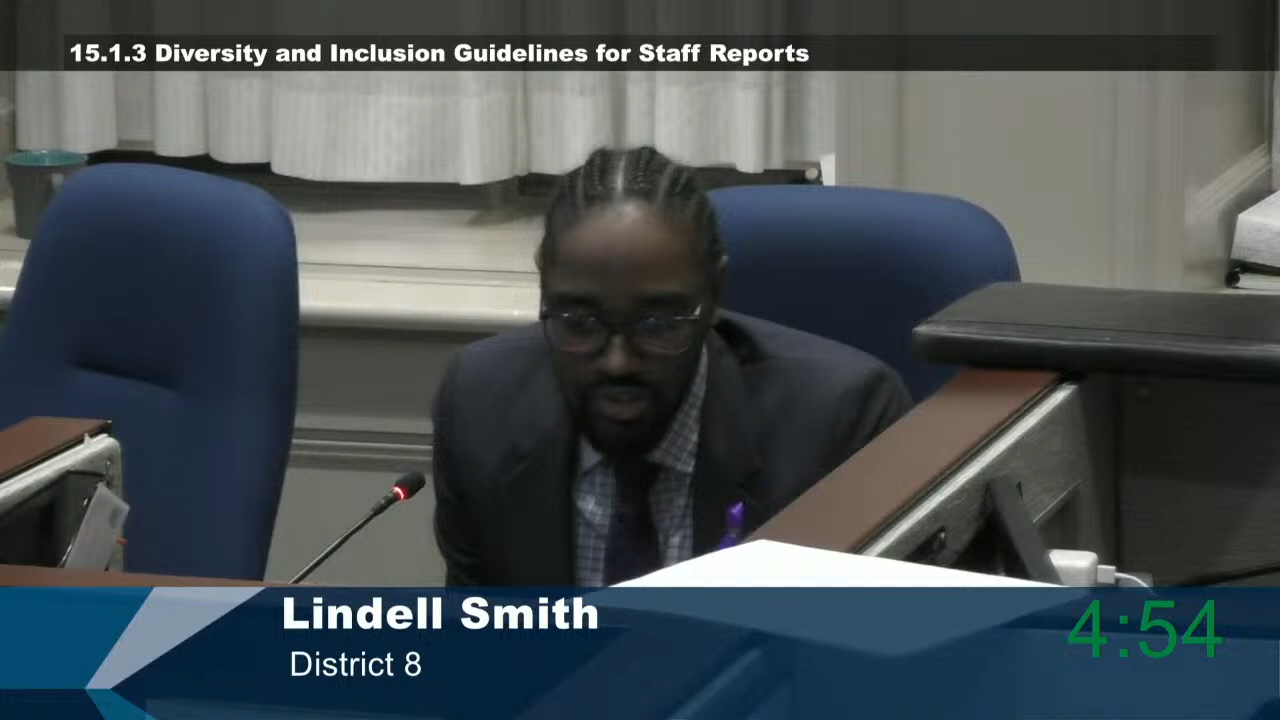 15.1.3 Diversity and Inclusion Guidelines for Staff Reports
Lindell Smith
District 8
4:54